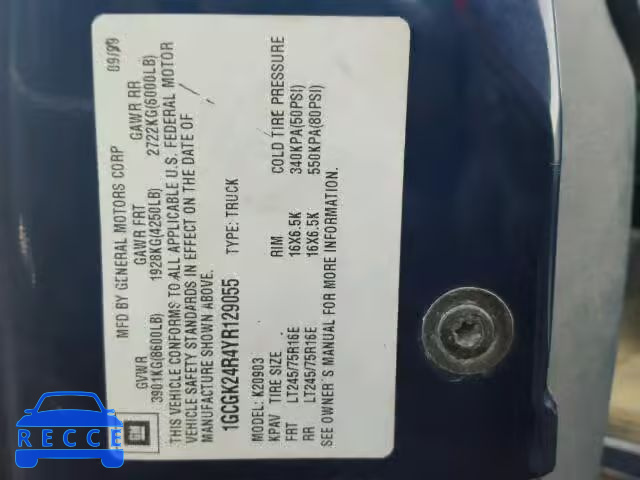 MFD BY GENERAL MOTORS CORP 09/99
GVWR GAWR FRT GAWR RR
3901KG(8600LB) 1928KG(4250LB) 2722KG(6000LB)
THIS VEHICLE CONFORMS TO ALL APPLICABLE U.S. FEDERAL MOTOR
VEHICLE SAFETY STANDARDS IN EFFECT ON THE DATE OF
MANUFACTURE SHOWN ABOVE.
1GCGK24R4YR129055 TYPE: TRUCK
MODEL: K20903
KPAV TIRE SIZE RIM COLD TIRE PRESSURE
FRT LT245/75R16E 16X6.5K 340KPA(50PSI)
RR LT245/75R16E 16X6.5K 550KPA(80PSI)
SEE OWNER'S MANUFAL FOR MORE INFORMATION.
GM
RECCE